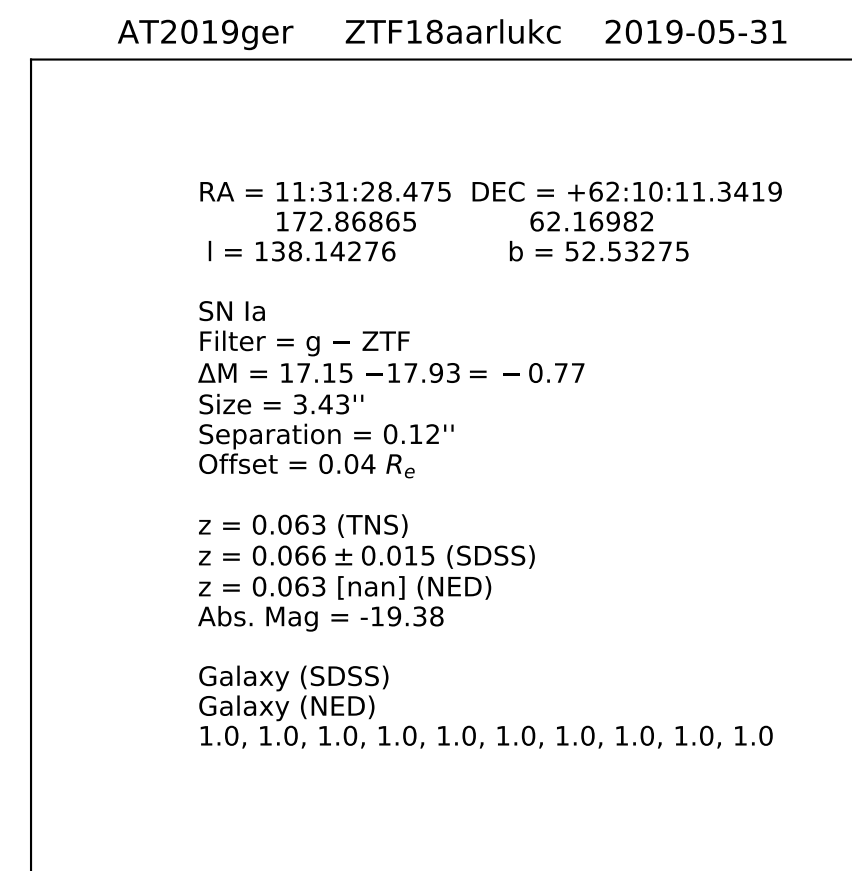 AT2019ger ZTF18aarlukc 2019-05-31
RA = 11:31:28.475 DEC = +62:10:11.3419
172.86865 62.16982
l = 138.14276 b = 52.53275
SN Ia
Filter = g − ZTF
ΔM = 17.15 −17.93 = − 0.77
Size = 3.43''
Separation = 0.12''
Offset = 0.04 Re
z = 0.063 (TNS)
z = 0.066 ± 0.015 (SDSS)
z = 0.063 [nan] (NED)
Abs. Mag = -19.38
Galaxy (SDSS)
Galaxy (NED)
1.0, 1.0, 1.0, 1.0, 1.0, 1.0, 1.0, 1.0, 1.0, 1.0